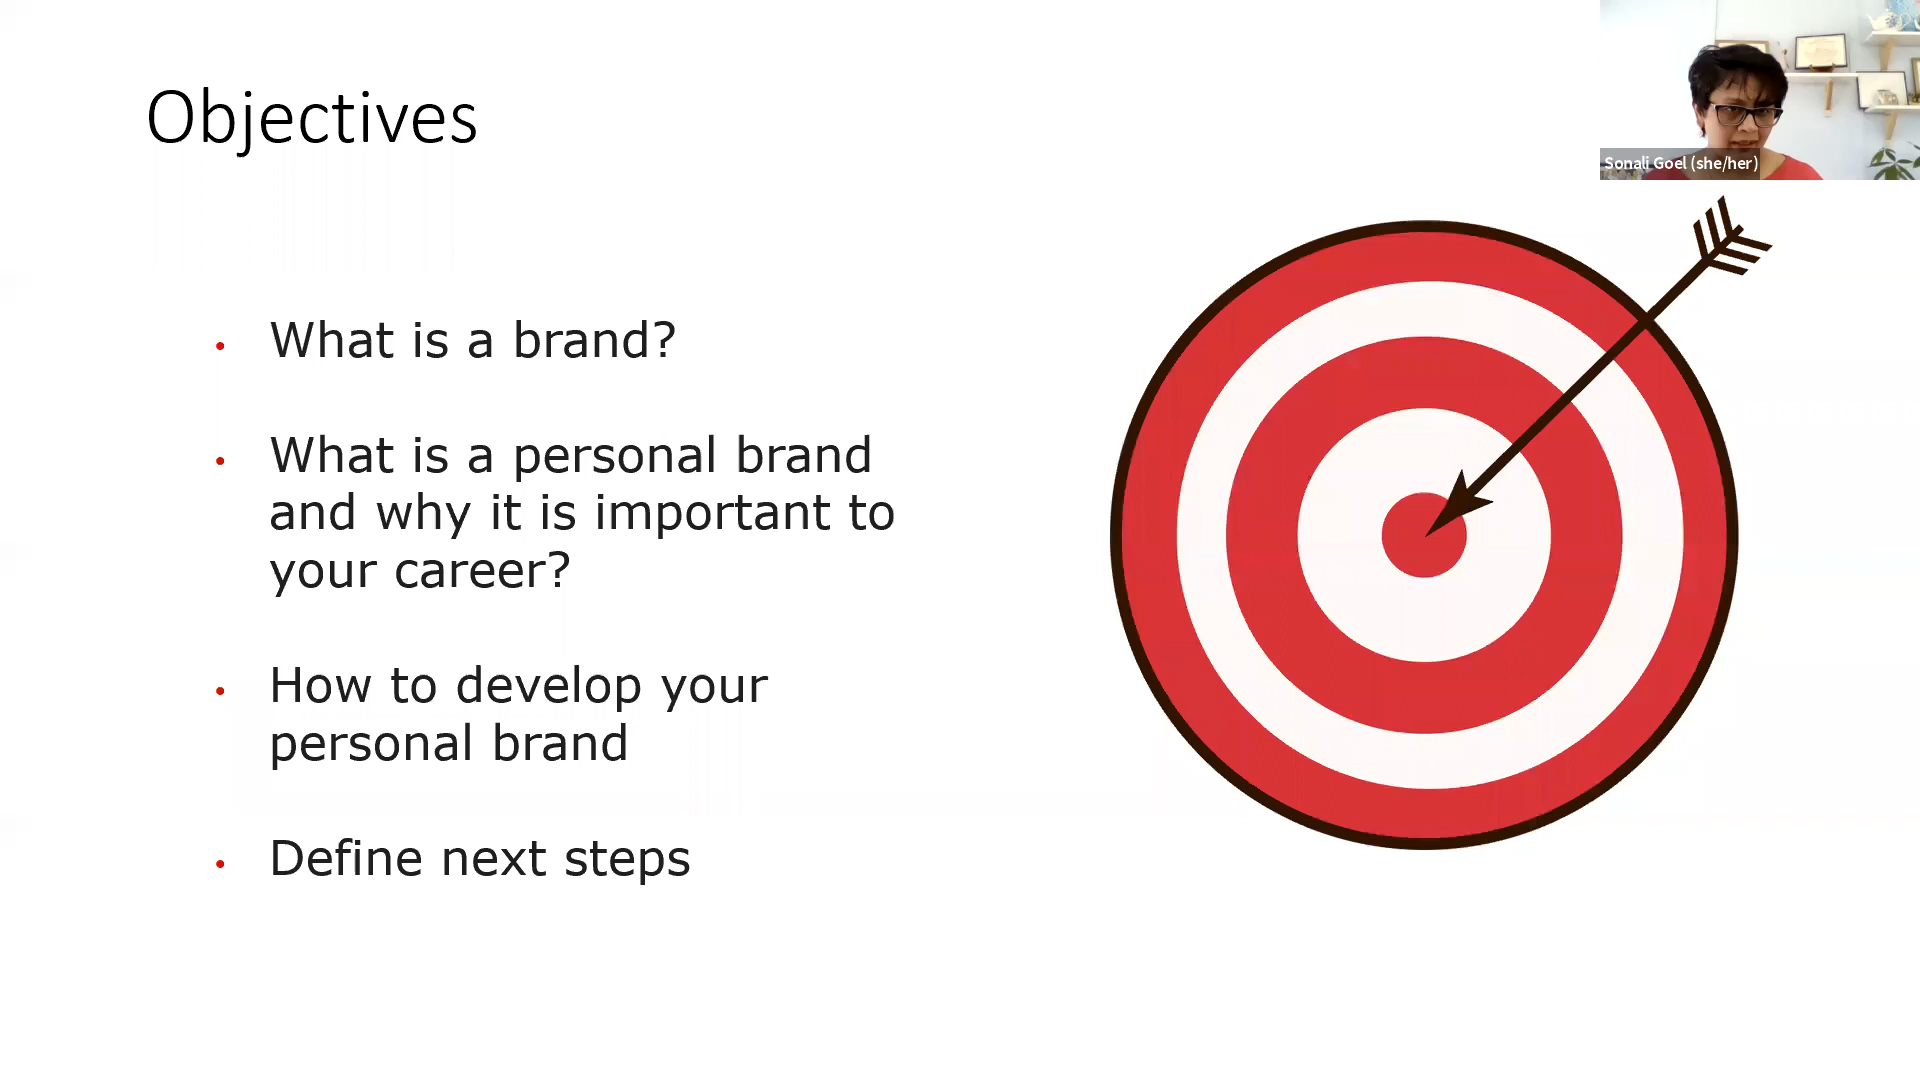 Objectives
Sonali Goel (she/her)
• What is a brand?
• What is a personal brand
and why it is important to
your career?
• How to develop your
personal brand
• Define next steps